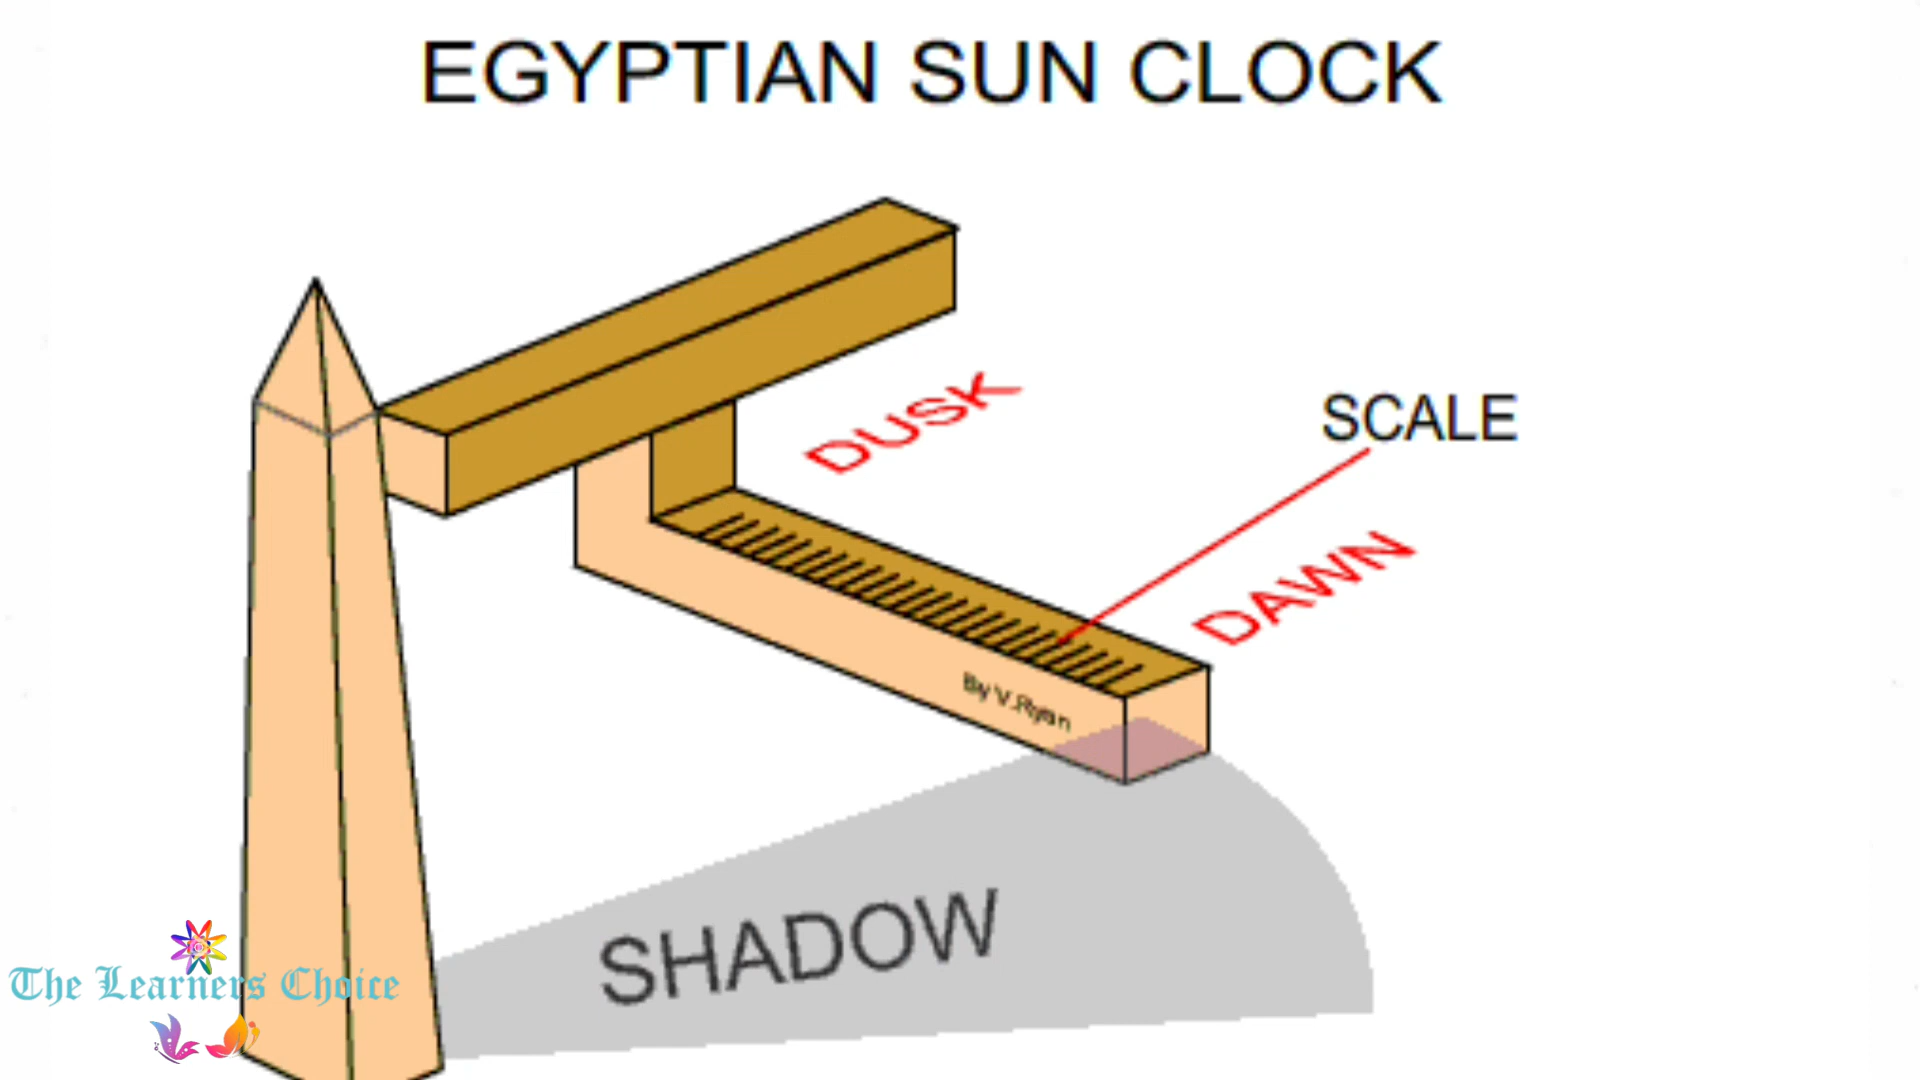 EGYPTIAN SUN CLOCK
DUSK
SCALE
DAWN
By V.Ryan
SHADOW
The Learners Choice